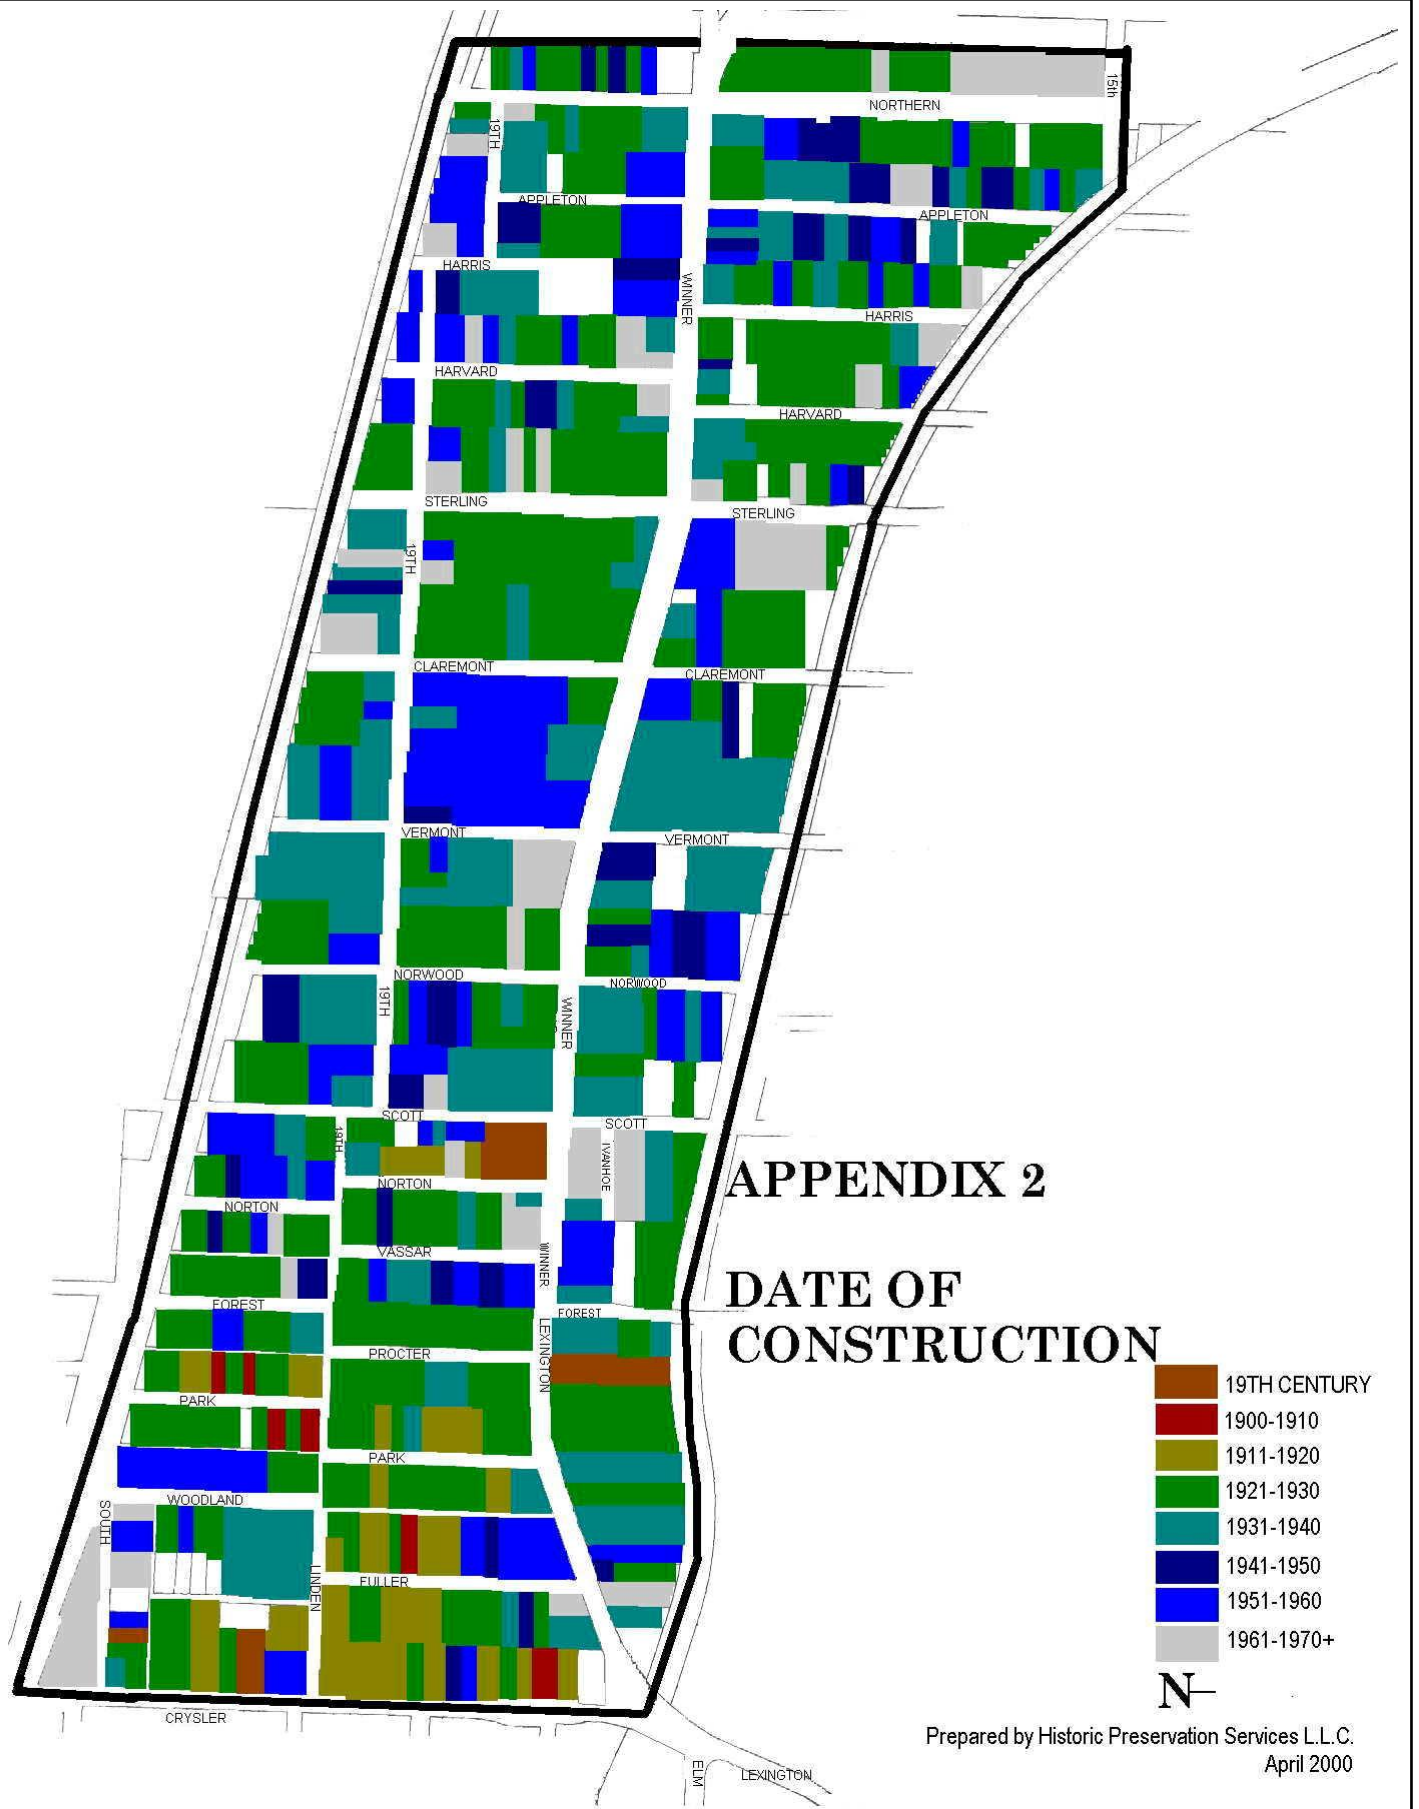 15th
NORTHERN
19TH
APPLETON
APPLETON
HARRIS
WINNER
HARRIS
HARVARD
HARVARD
STERLING
STERLING
19TH
CLAREMONT
CLAREMONT
VERMONT
VERMONT
NORWOOD
NORWOOD
19TH
WINNER
SCOTT
SCOTT
19TH
IVANHOE
NORTON
NORTON
VASSAR
WINNER
FOREST
FOREST
LEXINGTON
PROCTER
PARK
PARK
WOODLAND
SOUTH
LINDEN
FULLER
CRYSLER
ELM
LEXINGTON
APPENDIX 2
DATE OF
CONSTRUCTION
19TH CENTURY
1900-1910
1911-1920
1921-1930
1931-1940
1941-1950
1951-1960
1961-1970+
N
Prepared by Historic Preservation Services L.L.C.
April 2000